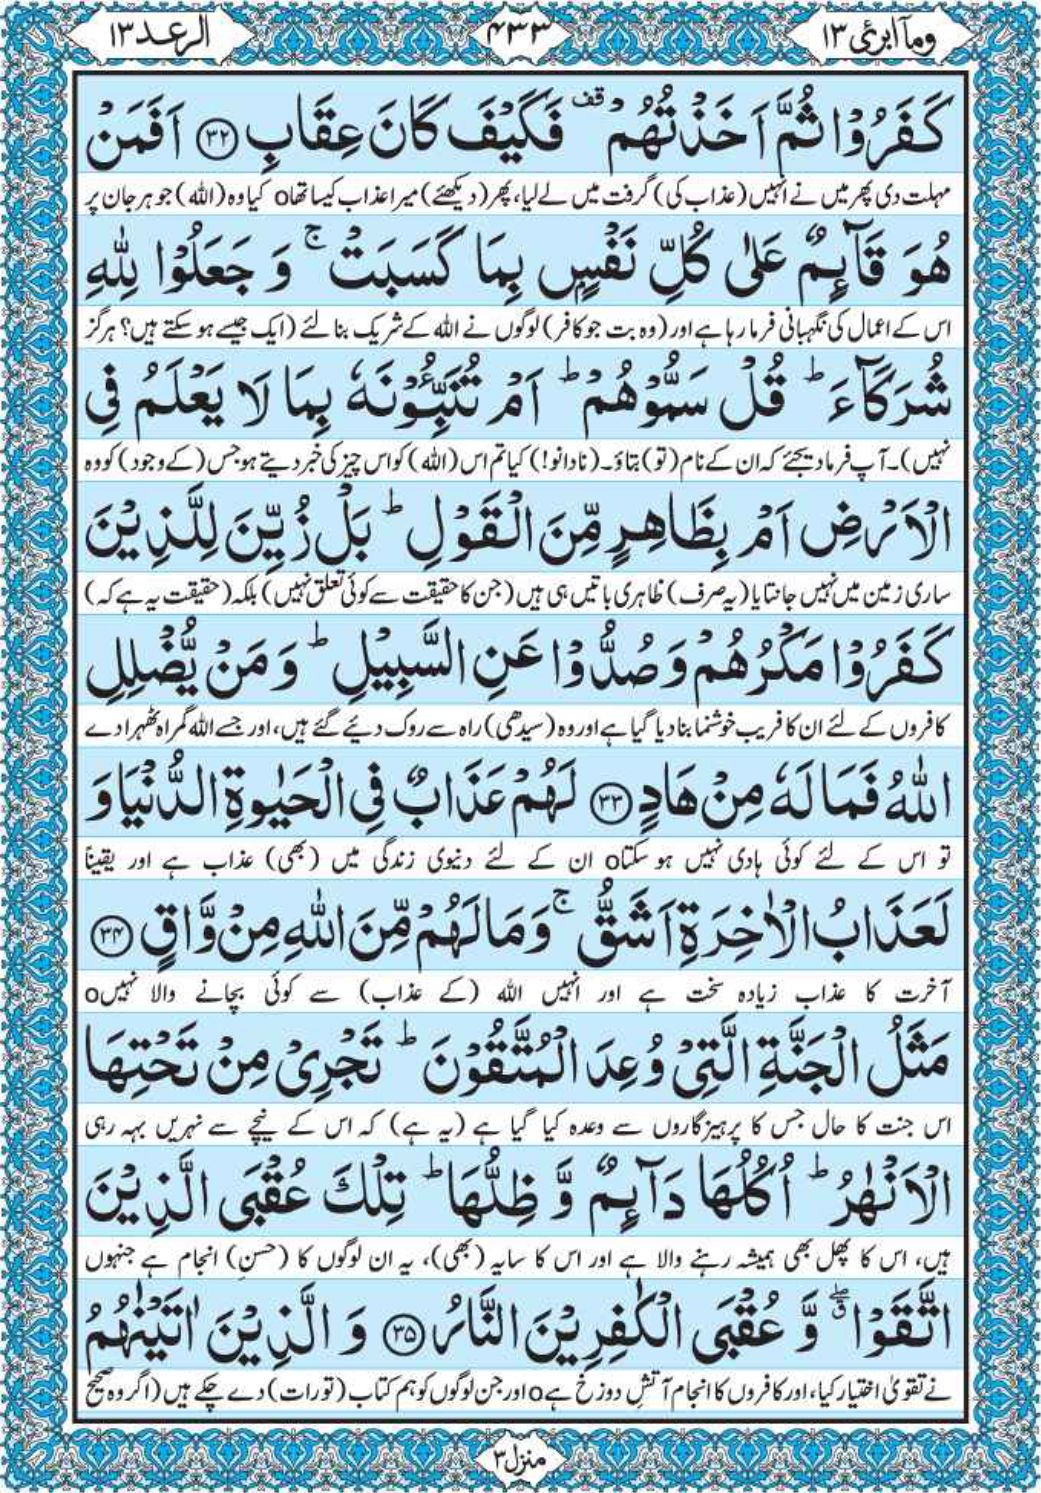 وما ابرئ ١٣
٤٣٣
الرعد ١٣
كَفَرُوْا ثُمَّ اَخَذْتُهُمْ ۫ فَكَيْفَ كَانَ عِقَابِ ﴿۳۲﴾ اَفَمَنْ
مہلت دی پھر میں نے انہیں (عذاب کی) گرفت میں لے لیا، پھر (دیکھئے) میرا عذاب کیسا تھاo کیا وہ (اللہ) جو ہر جان پر
هُوَ قَآىِٕمٌ عَلٰى كُلِّ نَفْسٍۭ بِمَا كَسَبَتْ ۚ وَ جَعَلُوْا لِلّٰهِ
اس کے اعمال کی نگہبانی فرما رہا ہے اور (وہ بت جو کافر) لوگوں نے اللہ کے شریک بنا لئے (ایک جیسے ہو سکتے ہیں؟ ہرگز
شُرَكَآءَ ؕ قُلْ سَمُّوْهُمْ ؕ اَمْ تُنَبِّـُٔوْنَهٗ بِمَا لَا يَعْلَمُ فِی
نہیں)۔ آپ فرما دیجئے کہ ان کے نام (تو) بتاؤ۔ (نادانو!) کیا تم اس (اللہ) کو اس چیز کی خبر دیتے ہو جس (کے وجود) کو وہ
الْاَرْضِ اَمْ بِظَاهِرٍ مِّنَ الْقَوْلِ ؕ بَلْ زُيِّنَ لِلَّذِيْنَ
ساری زمین میں نہیں جانتا یا (یہ صرف) ظاہری باتیں ہی ہیں (جن کا حقیقت سے کوئی تعلق نہیں) بلکہ (حقیقت یہ ہے کہ)
كَفَرُوْا مَكْرُهُمْ وَصُدُّوْا عَنِ السَّبِيْلِ ؕ وَ مَنْ يُّضْلِلِ
کافروں کے لئے ان کا فریب خوشنما بنا دیا گیا ہے اور وہ (سیدھی) راہ سے روک دیئے گئے ہیں، اور جسے اللہ گمراہ ٹھہرا دے
اللّٰهُ فَمَا لَهٗ مِنْ هَادٍ ﴿۳۳﴾ لَهُمْ عَذَابٌ فِی الْحَيٰوةِ الدُّنْيَا وَ
تو اس کے لئے کوئی ہادی نہیں ہو سکتاo ان کے لئے دنیوی زندگی میں (بھی) عذاب ہے اور یقیناً
لَعَذَابُ الْاٰخِرَةِ اَشَقُّ ۚ وَمَا لَهُمْ مِّنَ اللّٰهِ مِنْ وَّاقٍ ﴿۳۴﴾
آخرت کا عذاب زیادہ سخت ہے اور انہیں اللہ (کے عذاب) سے کوئی بچانے والا نہیںo
مَثَلُ الْجَنَّةِ الَّتِیْ وُعِدَ الْمُتَّقُوْنَ ؕ تَجْرِیْ مِنْ تَحْتِهَا
اس جنت کا حال جس کا پرہیزگاروں سے وعدہ کیا گیا ہے (یہ ہے) کہ اس کے نیچے سے نہریں بہہ رہی
الْاَنْهٰرُ ؕ اُكُلُهَا دَآىِٕمٌ وَّ ظِلُّهَا ؕ تِلْكَ عُقْبَی الَّذِيْنَ
ہیں، اس کا پھل بھی ہمیشہ رہنے والا ہے اور اس کا سایہ (بھی)، یہ ان لوگوں کا (حسنِ) انجام ہے جنہوں
اتَّقَوْا ۖۗ وَّ عُقْبَی الْكٰفِرِيْنَ النَّارُ ﴿۳۵﴾ وَ الَّذِيْنَ اٰتَيْنٰهُمُ
نے تقویٰ اختیار کیا، اور کافروں کا انجام آتشِ دوزخ ہےo اور جن لوگوں کو ہم کتاب (تورات) دے چکے ہیں (اگر وہ صحیح
منزل ۳